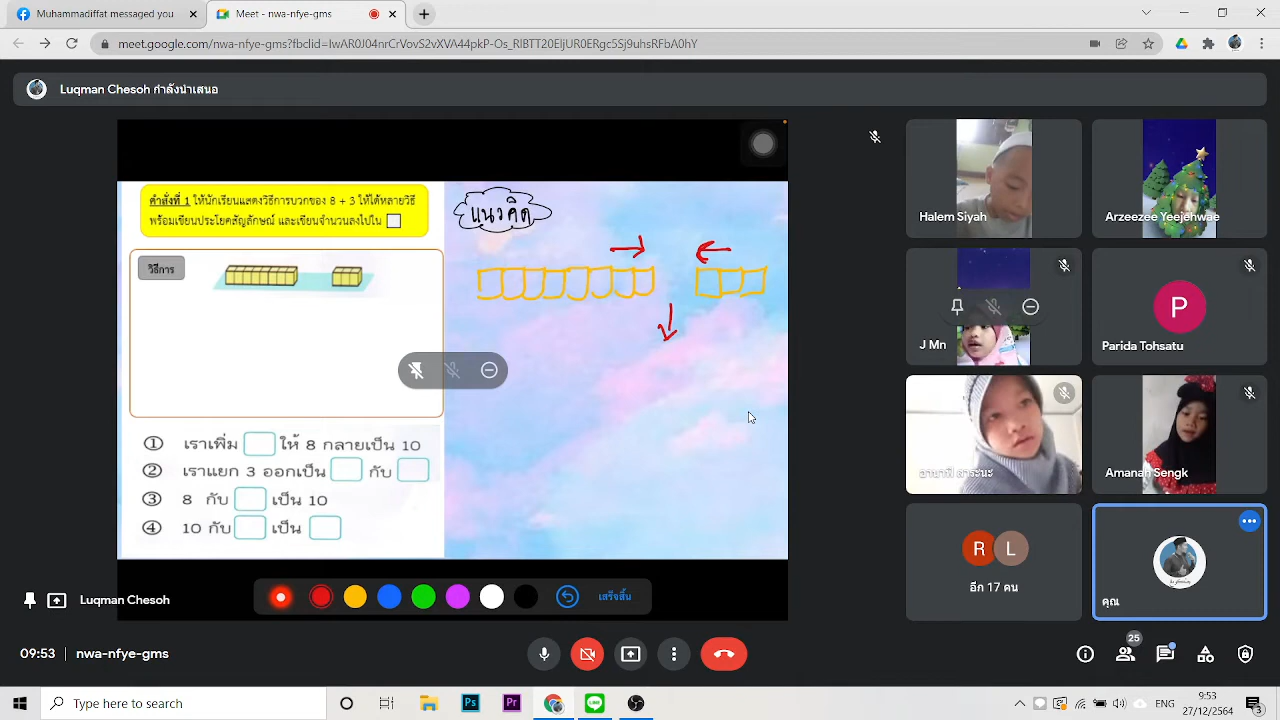 Muhammadifat messaged you
Meet - nwa-nfye-gms
meet.google.com/nwa-nfye-gms?fbclid=IwAR0J04nrCrVovS2vXVA44pIP-Os_RlBTT20EljUR0ERgc5Sj9uhsRFbA0hY
Luqman Chesoh กำลังนำเสนอ
คำสั่งที่ 1 ให้นักเรียนแสดงวิธีการบวกของ 8 + 3 ให้ได้หลายวิธี
พร้อมเขียนประโยคสัญลักษณ์ และเขียนจำนวนลงไปใน
แนวคิด
วิธีการ
① เราเพิ่ม ให้ 8 กลายเป็น 10
② เราแยก 3 ออกเป็น กับ
③ 8 กับ เป็น 10
④ 10 กับ เป็น
Halem Siyah
Arzeezee Yeejehwae
J Mn
Parida Tohsatu
Amanah Sengk
R L
อีก 17 คน
คุณ
Luqman Chesoh
เสร็จสิ้น
09:53 nwa-nfye-gms
25
Type here to search
Ps
Pr
9:53
27/12/2564
3